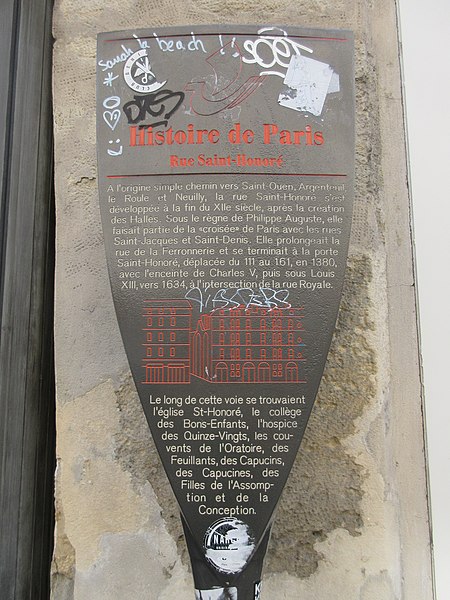 sarah la beach !!
2013
Histoire de Paris
Rue Saint-Honoré
A l'origine simple chemin vers Saint-Ouen, Argenteuil,
le Roule et Neuilly, la rue Saint-Honoré s'est
développée à la fin du XIIe siècle, après la création
des Halles. Sous le règne de Philippe Auguste, elle
faisait partie de la «croisée» de Paris avec les rues
Saint-Jacques et Saint-Denis. Elle prolongeait la
rue de la Ferronnerie et se terminait à la porte
Saint-Honoré, déplacée du 111 au 161, en 1380,
avec l'enceinte de Charles V, puis sous Louis
XIII, vers 1634, à l'intersection de la rue Royale.
Le long de cette voie se trouvaient
l'église St-Honoré, le collège
des Bons-Enfants, l'hospice
des Quinze-Vingts, les cou-
vents de l'Oratoire, des
Feuillants, des Capucins,
des Capucines, des
Filles de l'Assomp-
tion et de la
Conception.